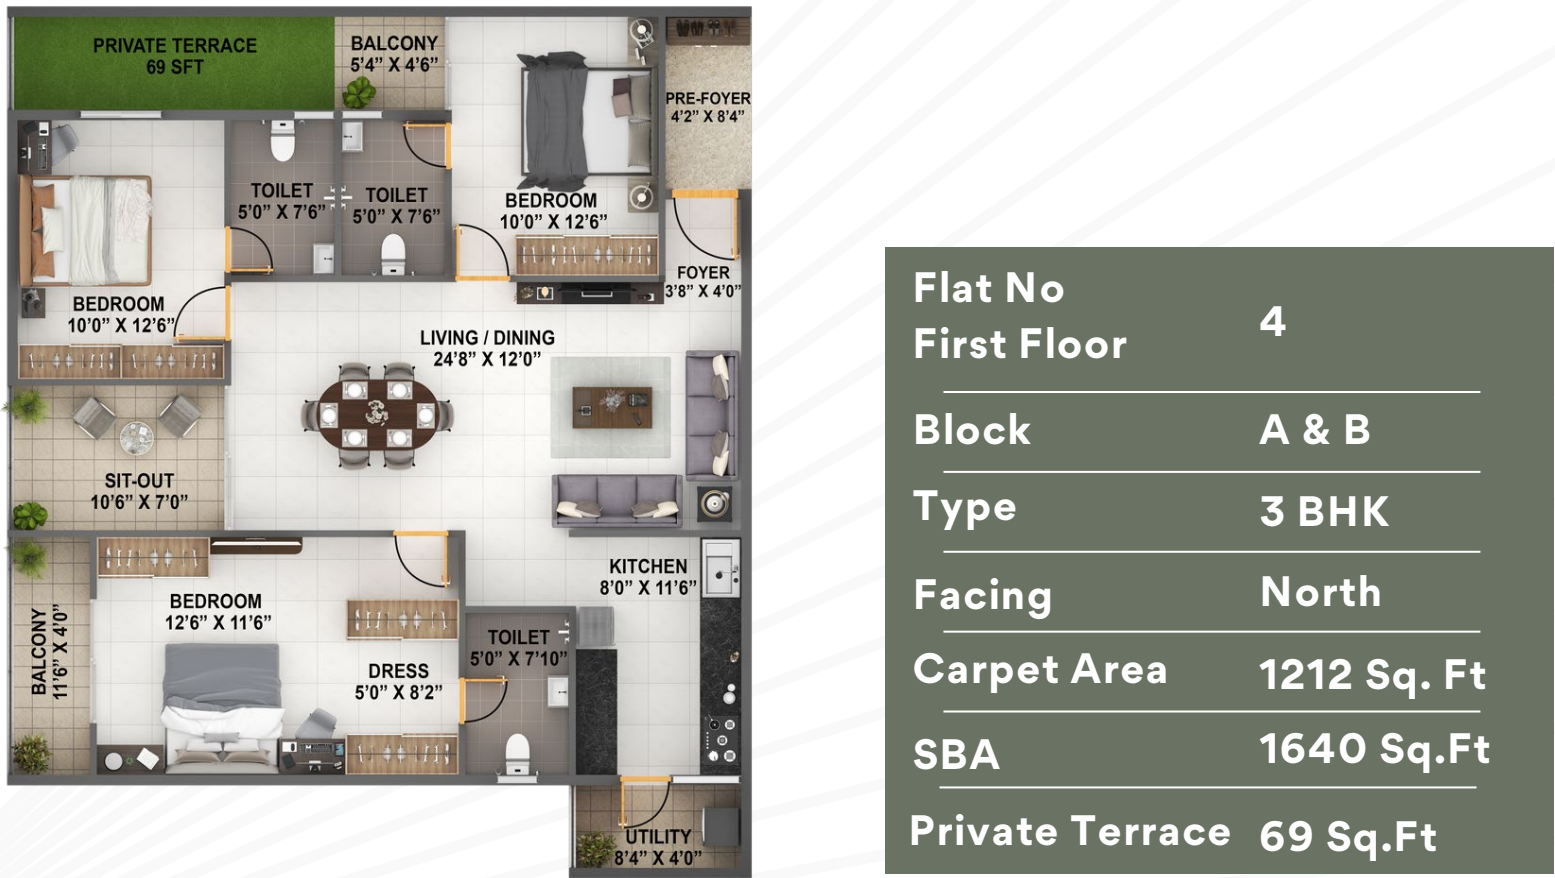 PRIVATE TERRACE
69 SFT
BALCONY
5'4” X 4'6”
PRE-FOYER
4'2” X 8'4”
TOILET
5'0” X 7'6”
TOILET
5'0” X 7'6”
BEDROOM
10'0” X 12'6”
FOYER
3'8” X 4'0”
BEDROOM
10'0” X 12'6”
LIVING / DINING
24'8” X 12'0”
SIT-OUT
10'6” X 7'0”
KITCHEN
8'0” X 11'6”
BEDROOM
12'6” X 11'6”
BALCONY
11'6” X 4'0”
TOILET
5'0” X 7'10”
DRESS
5'0” X 8'2”
UTILITY
8'4” X 4'0”
Flat No
First Floor
4
Block A & B
Type 3 BHK
Facing North
Carpet Area 1212 Sq. Ft
SBA 1640 Sq.Ft
Private Terrace 69 Sq.Ft